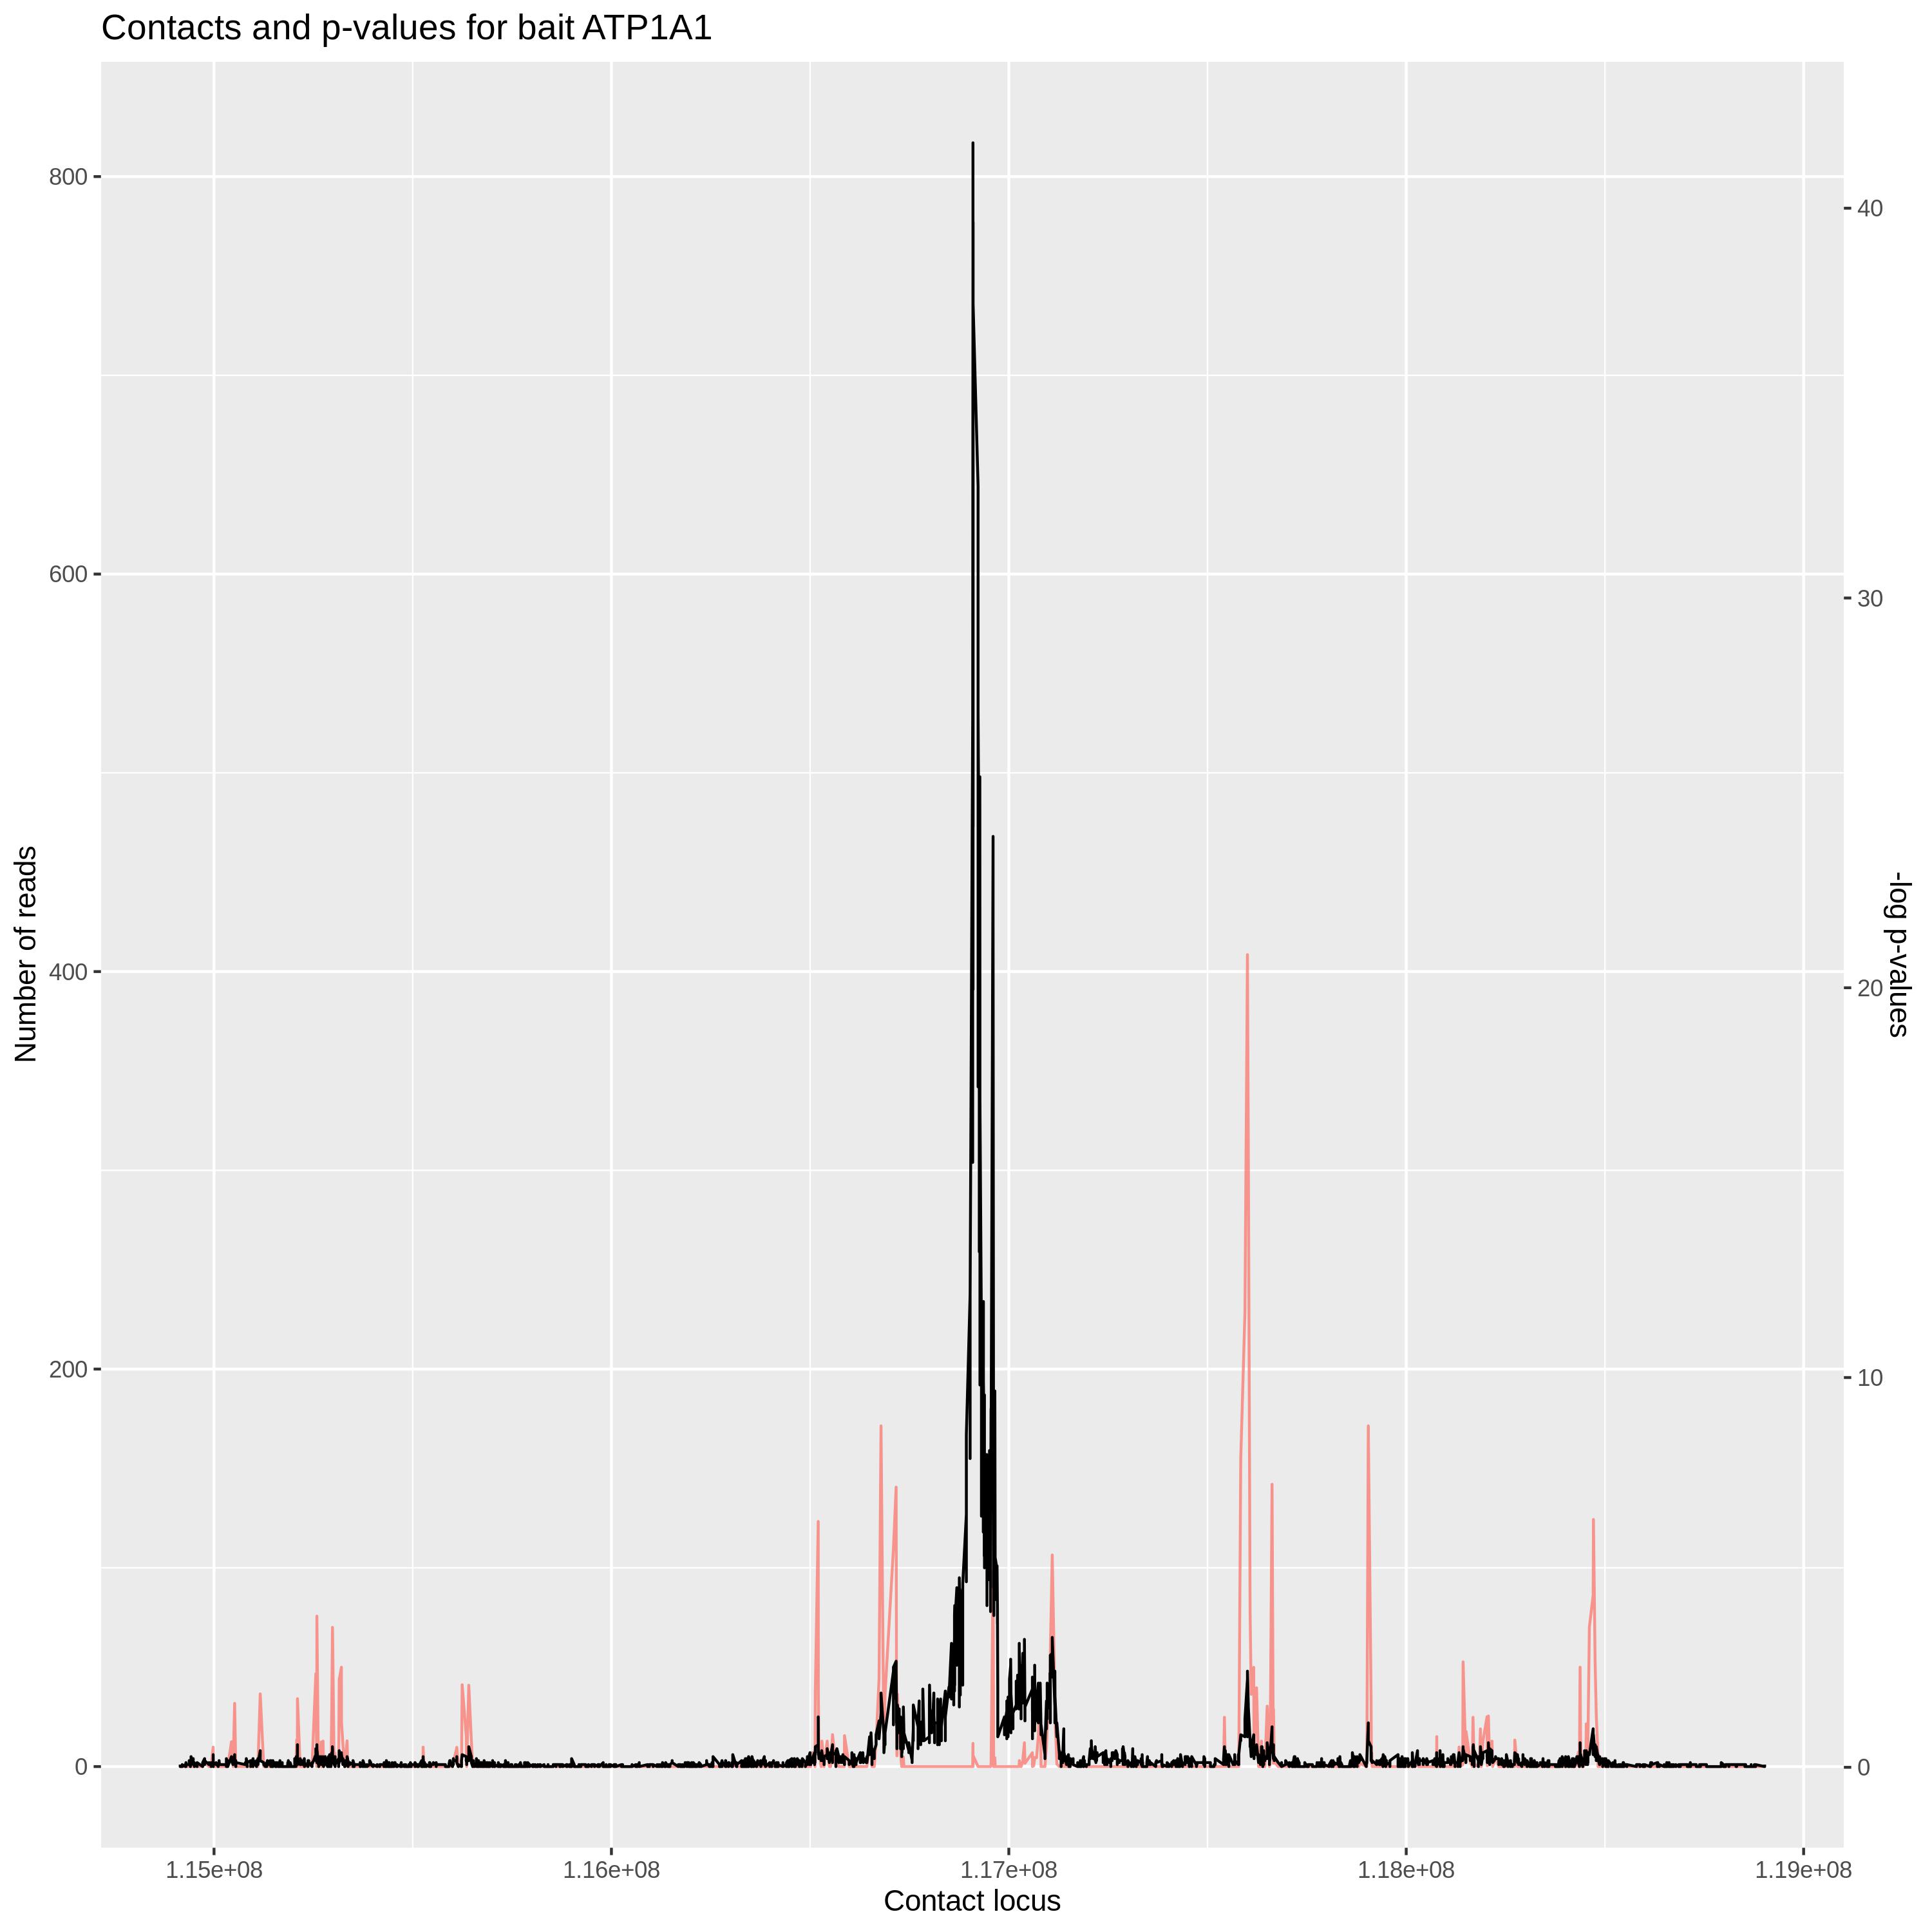 Contacts and p-values for bait ATP1A1
800
600
400
200
0
Number of reads
40
30
20
10
0
-log p-values
1.15e+08
1.16e+08
1.17e+08
1.18e+08
1.19e+08
Contact locus